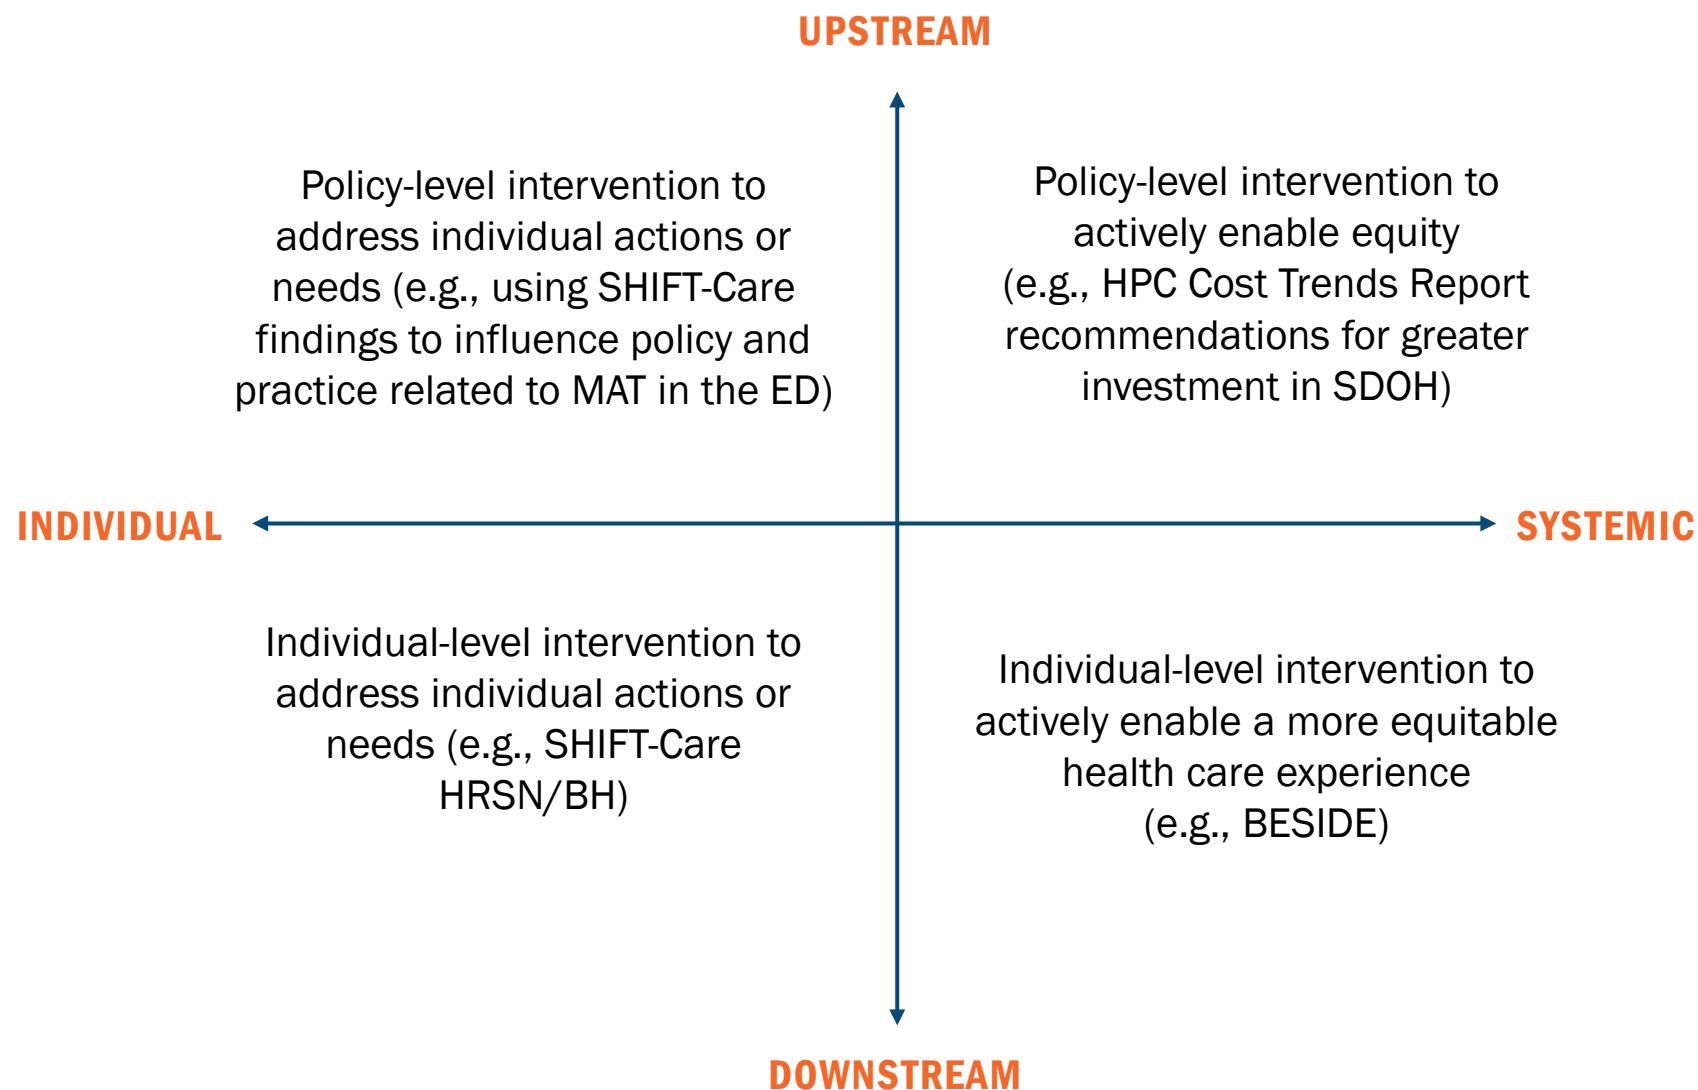 UPSTREAM
Policy-level intervention to
address individual actions or
needs (e.g., using SHIFT-Care
findings to influence policy and
practice related to MAT in the ED)
Policy-level intervention to
actively enable equity
(e.g., HPC Cost Trends Report
recommendations for greater
investment in SDOH)
INDIVIDUAL
SYSTEMIC
Individual-level intervention to
address individual actions or
needs (e.g., SHIFT-Care
HRSN/BH)
Individual-level intervention to
actively enable a more equitable
health care experience
(e.g., BESIDE)
DOWNSTREAM